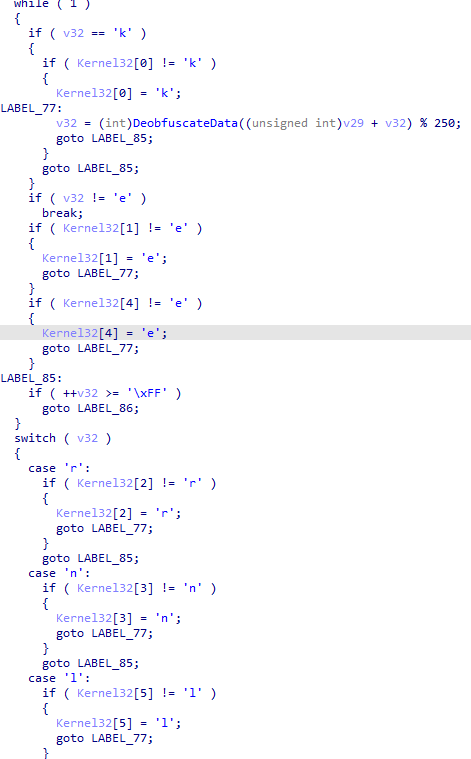 while ( 1 )
{
if ( v32 == 'k' )
{
if ( Kernel32[0] != 'k' )
{
Kernel32[0] = 'k';
LABEL_77:
v32 = (int)DeobfuscateData((unsigned int)v29 + v32) % 250;
goto LABEL_85;
}
goto LABEL_85;
}
if ( v32 != 'e' )
break;
if ( Kernel32[1] != 'e' )
{
Kernel32[1] = 'e';
goto LABEL_77;
}
if ( Kernel32[4] != 'e' )
{
Kernel32[4] = 'e';
goto LABEL_77;
}
LABEL_85:
if ( ++v32 >= '\xFF' )
goto LABEL_86;
}
switch ( v32 )
{
case 'r':
if ( Kernel32[2] != 'r' )
{
Kernel32[2] = 'r';
goto LABEL_77;
}
goto LABEL_85;
case 'n':
if ( Kernel32[3] != 'n' )
{
Kernel32[3] = 'n';
goto LABEL_77;
}
goto LABEL_85;
case 'l':
if ( Kernel32[5] != 'l' )
{
Kernel32[5] = 'l';
goto LABEL_77;
}